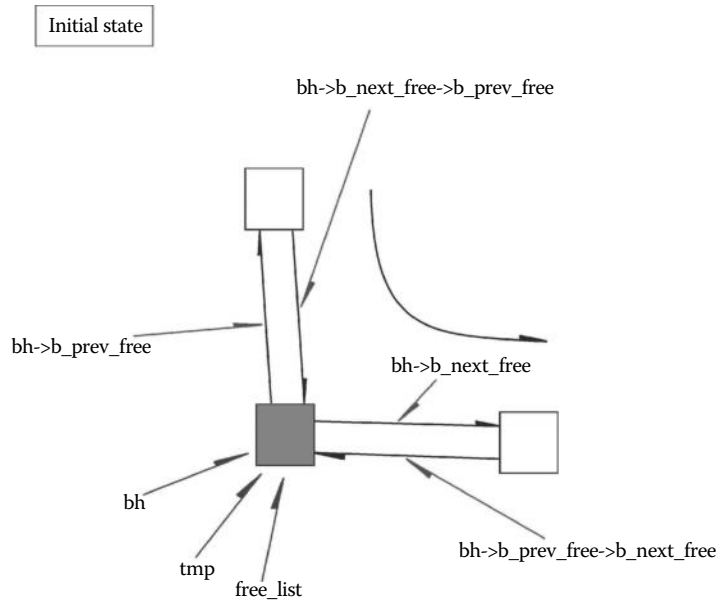 Initial state
bh->b_next_free->b_prev_free
bh->b_prev_free
bh->b_next_free
bh
bh->b_prev_free->b_next_free
tmp
free_list